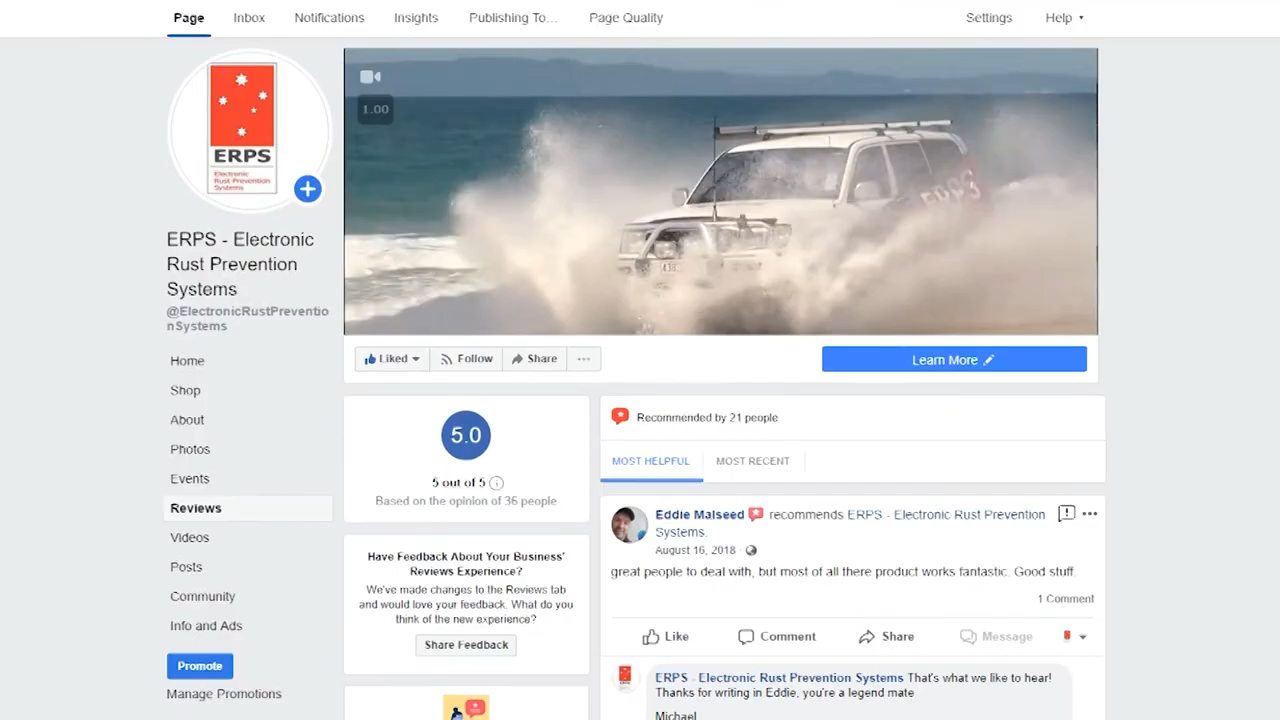 Page
Inbox
Notifications
Insights
Publishing To...
Page Quality
Settings
Help
ERPS
Electronic
Rust Prevention
Systems
1.00
ERPS
ERPS - Electronic
Rust Prevention
Systems
@ElectronicRustPreventio
nSystems
Home
Shop
About
Photos
Events
Reviews
Videos
Posts
Community
Info and Ads
Promote
Manage Promotions
Liked
Follow
Share
...
Learn More
5.0
5 out of 5
Based on the opinion of 36 people
Have Feedback About Your Business'
Reviews Experience?
We've made changes to the Reviews tab
and would love your feedback. What do you
think of the new experience?
Share Feedback
Recommended by 21 people
MOST HELPFUL
MOST RECENT
Eddie Malseed recommends ERPS - Electronic Rust Prevention
Systems.
August 16, 2018 ·
great people to deal with, but most of all there product works fantastic. Good stuff.
1 Comment
Like
Comment
Share
Message
ERPS
ERPS - Electronic Rust Prevention Systems That's what we like to hear!
Thanks for writing in Eddie, you're a legend mate
Michael